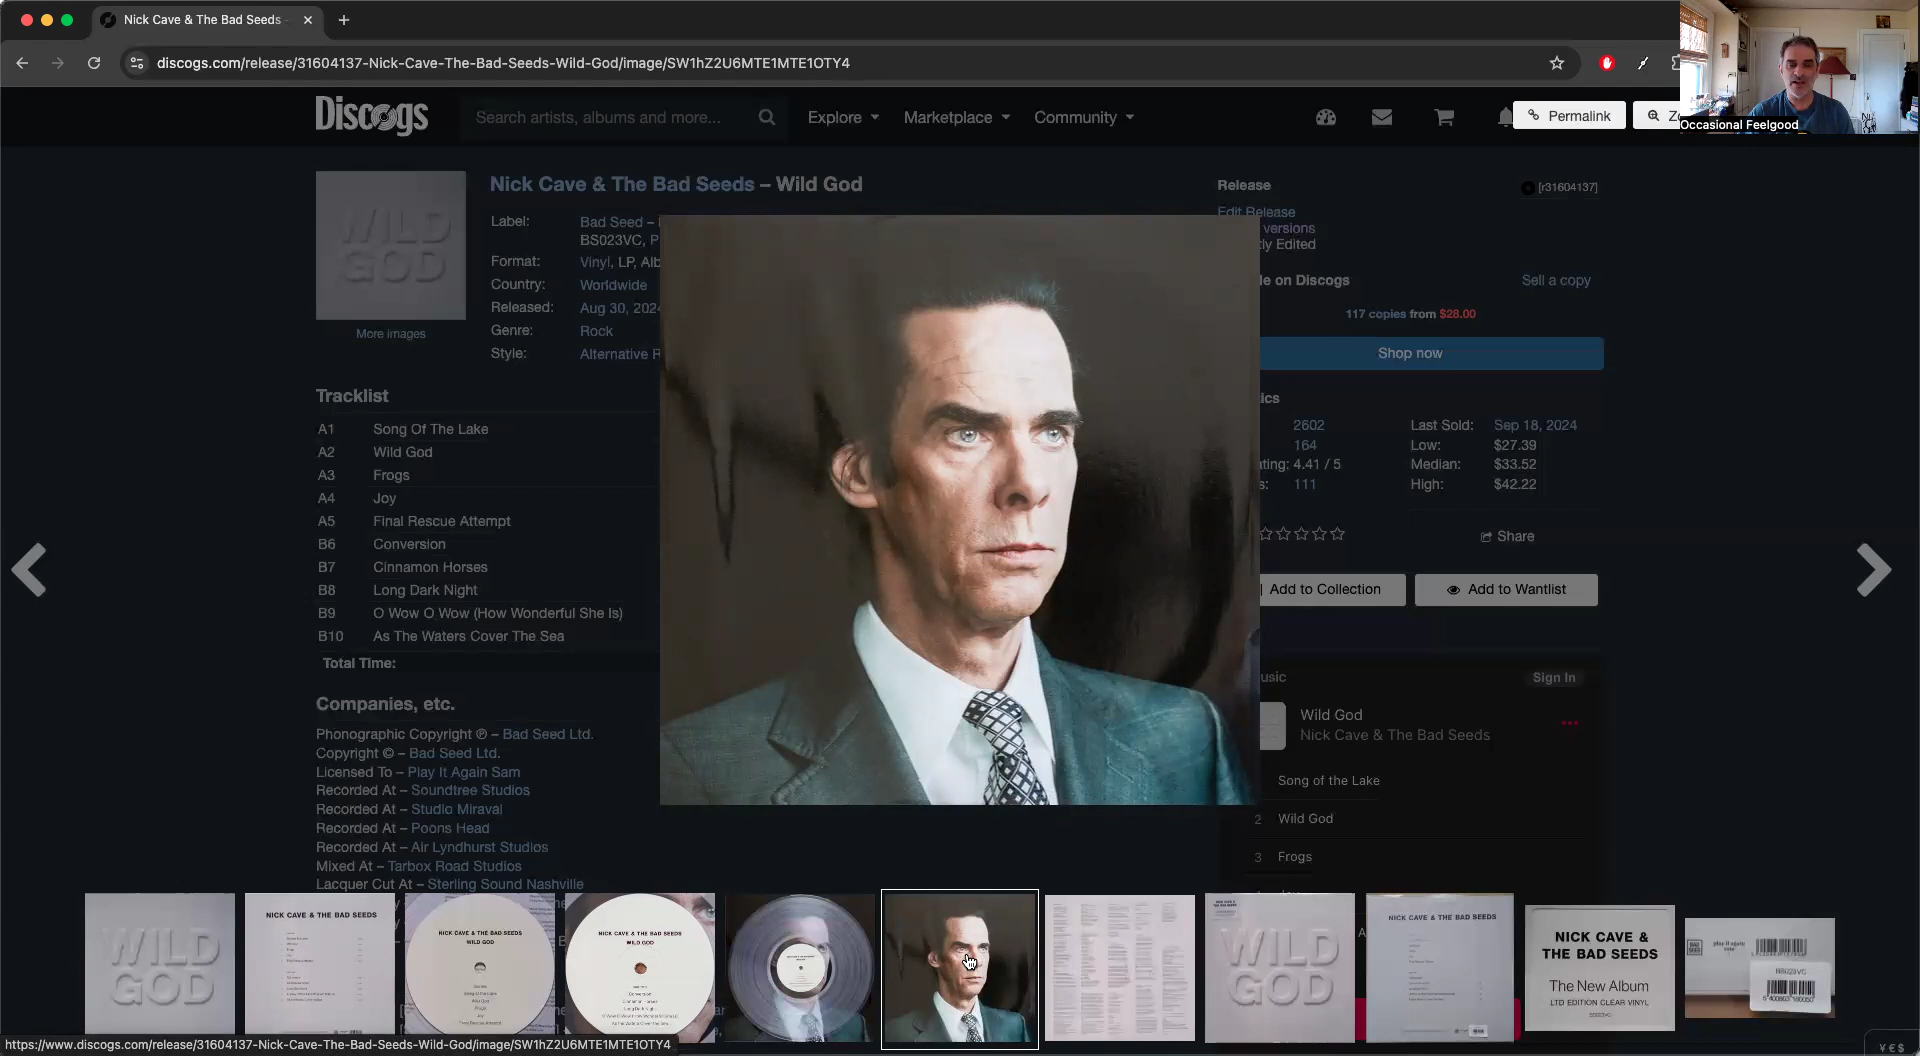 Nick Cave & The Bad Seeds -
discogs.com/release/31604137-Nick-Cave-The-Bad-Seeds-Wild-God/image/SW1hZ2U6MTE1MTE1OTY4
Discogs
Search artists, albums and more...
Explore
Marketplace
Community
Permalink
Occasional Feelgood
WILD
GOD
More images
Nick Cave & The Bad Seeds – Wild God
Label: Bad Seed –
BS023VC, P
Format: Vinyl, LP, Alb
Country: Worldwide
Released: Aug 30, 2024
Genre: Rock
Style: Alternative R
Tracklist
A1 Song Of The Lake
A2 Wild God
A3 Frogs
A4 Joy
A5 Final Rescue Attempt
B6 Conversion
B7 Cinnamon Horses
B8 Long Dark Night
B9 O Wow O Wow (How Wonderful She Is)
B10 As The Waters Cover The Sea
Total Time:
Companies, etc.
Phonographic Copyright ℗ – Bad Seed Ltd.
Copyright © – Bad Seed Ltd.
Licensed To – Play It Again Sam
Recorded At – Soundtree Studios
Recorded At – Studio Miraval
Recorded At – Poons Head
Recorded At – Air Lyndhurst Studios
Mixed At – Tarbox Road Studios
Lacquer Cut At – Sterling Sound Nashville
Release
[r31604137]
Edit Release
versions
tly Edited
le on Discogs
Sell a copy
117 copies from $28.00
Shop now
ics
2602
164
ting: 4.41 / 5
s: 111
Last Sold: Sep 18, 2024
Low: $27.39
Median: $33.52
High: $42.22
Share
Add to Collection
Add to Wantlist
usic
Sign In
Wild God
Nick Cave & The Bad Seeds
Song of the Lake
2 Wild God
3 Frogs
WILD
GOD
NICK CAVE & THE BAD SEEDS
NICK CAVE & THE BAD SEEDS
WILD GOD
NICK CAVE & THE BAD SEEDS
WILD GOD
WILD
GOD
NICK CAVE & THE BAD SEEDS
NICK CAVE &
THE BAD SEEDS
The New Album
LTD EDITION CLEAR VINYL
play it again
BS023VC
https://www.discogs.com/release/31604137-Nick-Cave-The-Bad-Seeds-Wild-God/image/SW1hZ2U6MTE1MTE1OTY4